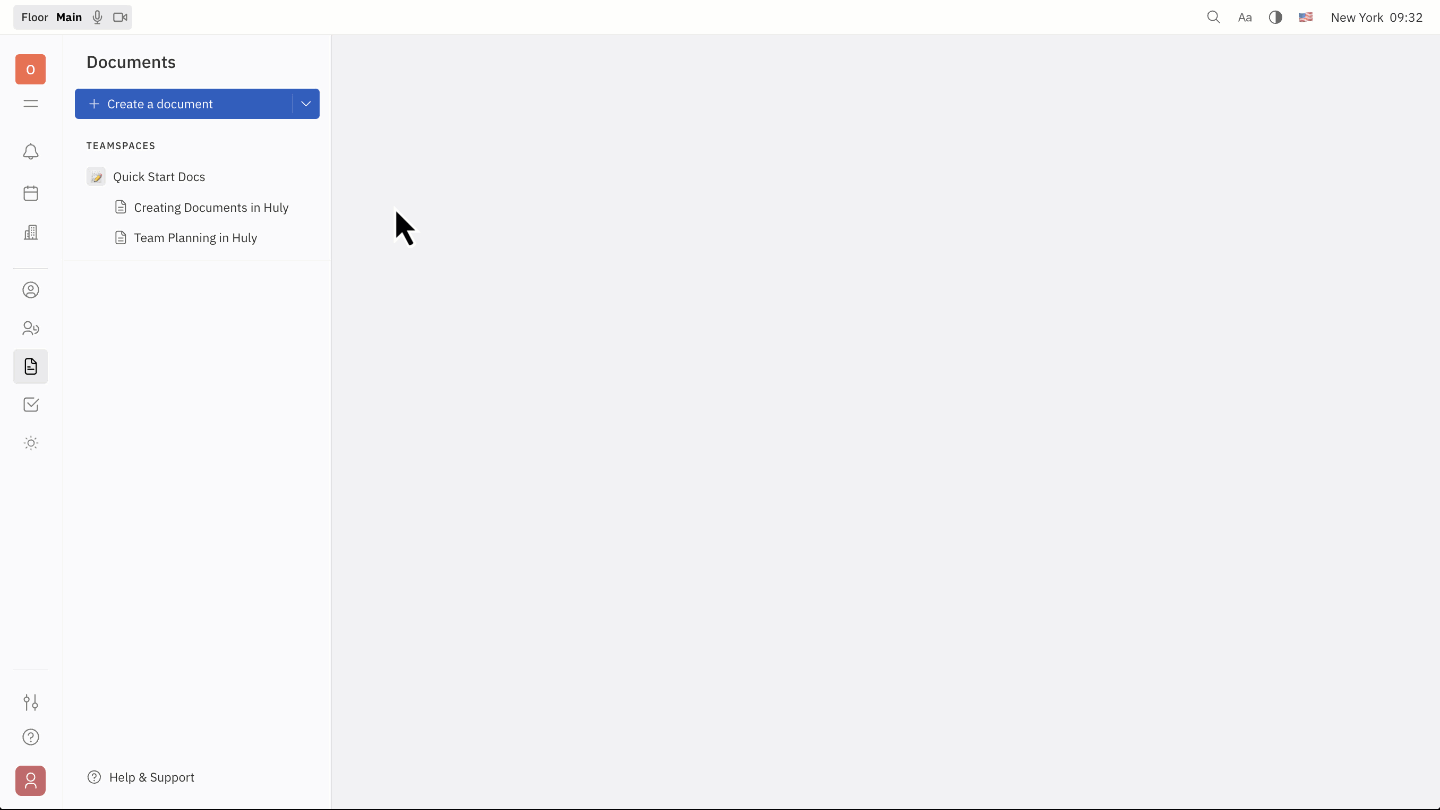 Floor Main
Aa
New York 09:32
O
Documents
Create a document
TEAMSPACES
Quick Start Docs
Creating Documents in Huly
Team Planning in Huly
Help & Support